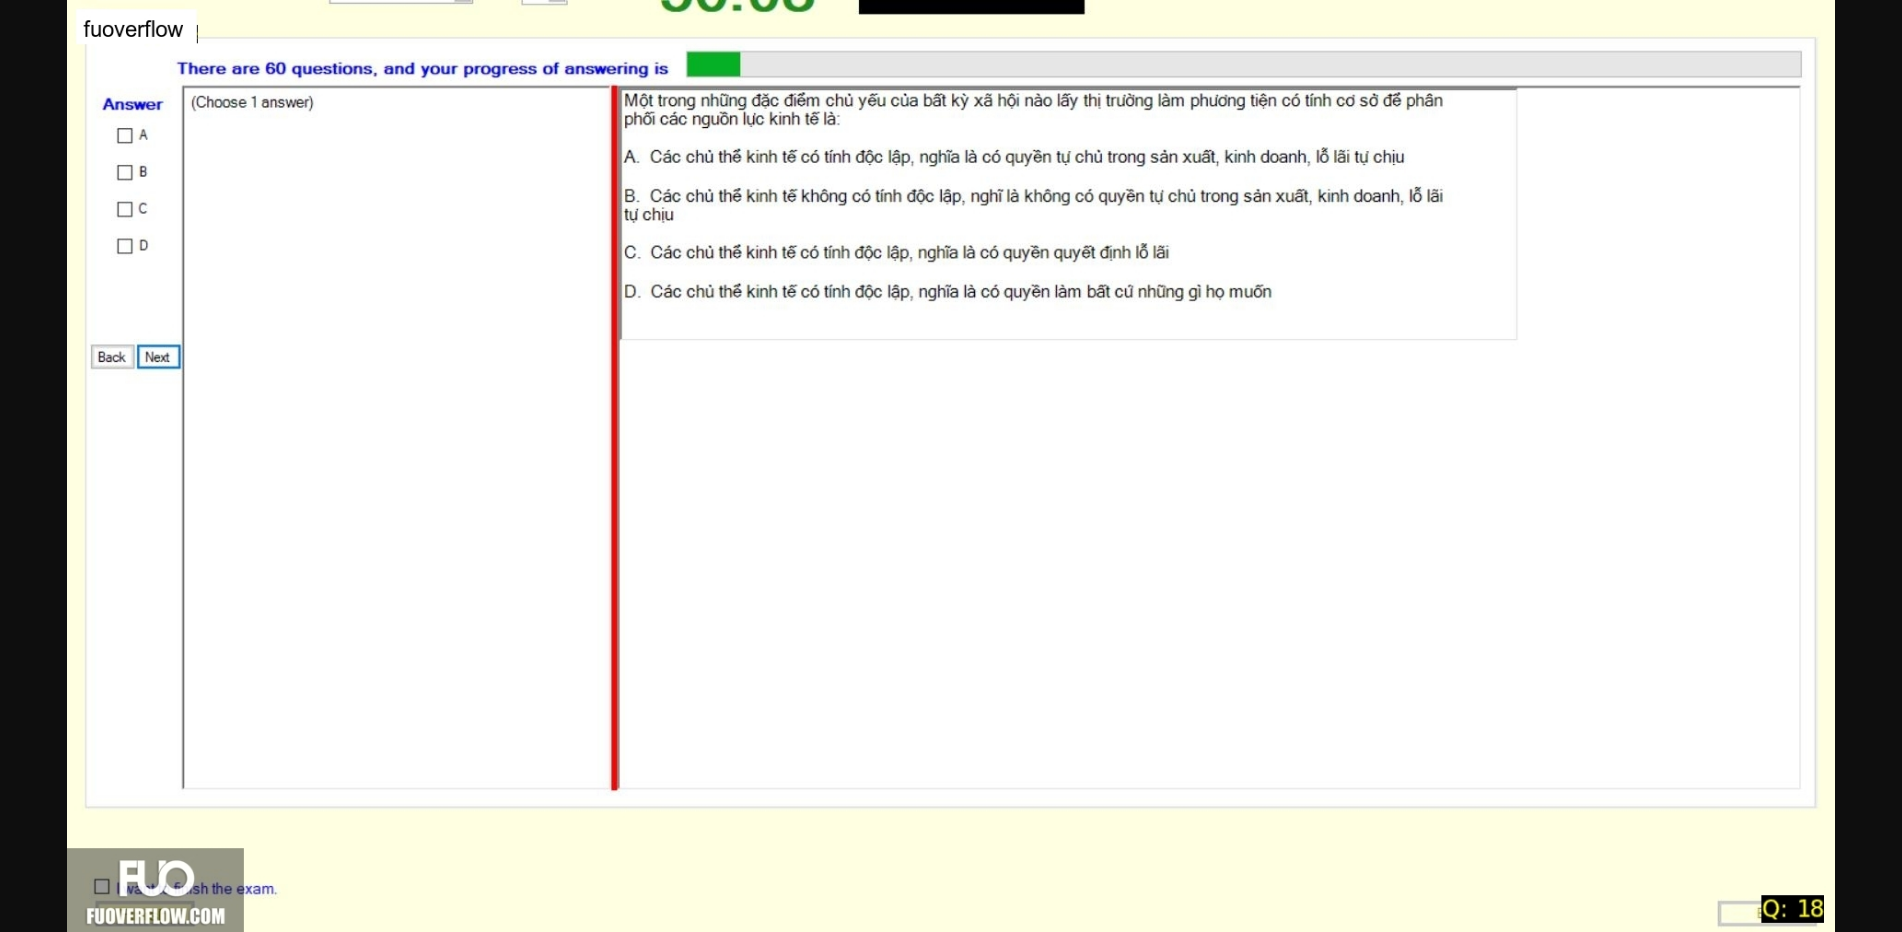 fuoverflow
There are 60 questions, and your progress of answering is
Answer
(Choose 1 answer)
A
B
C
D
Back
Next
Một trong những đặc điểm chủ yếu của bất kỳ xã hội nào lấy thị trường làm phương tiện có tính cơ sở để phân
phối các nguồn lực kinh tế là:
A. Các chủ thể kinh tế có tính độc lập, nghĩa là có quyền tự chủ trong sản xuất, kinh doanh, lỗ lãi tự chịu
B. Các chủ thể kinh tế không có tính độc lập, nghĩ là không có quyền tự chủ trong sản xuất, kinh doanh, lỗ lãi
tự chịu
C. Các chủ thể kinh tế có tính độc lập, nghĩa là có quyền quyết định lỗ lãi
D. Các chủ thể kinh tế có tính độc lập, nghĩa là có quyền làm bất cứ những gì họ muốn
FUO
I want finish the exam.
FUOVERFLOW.COM
Q: 18